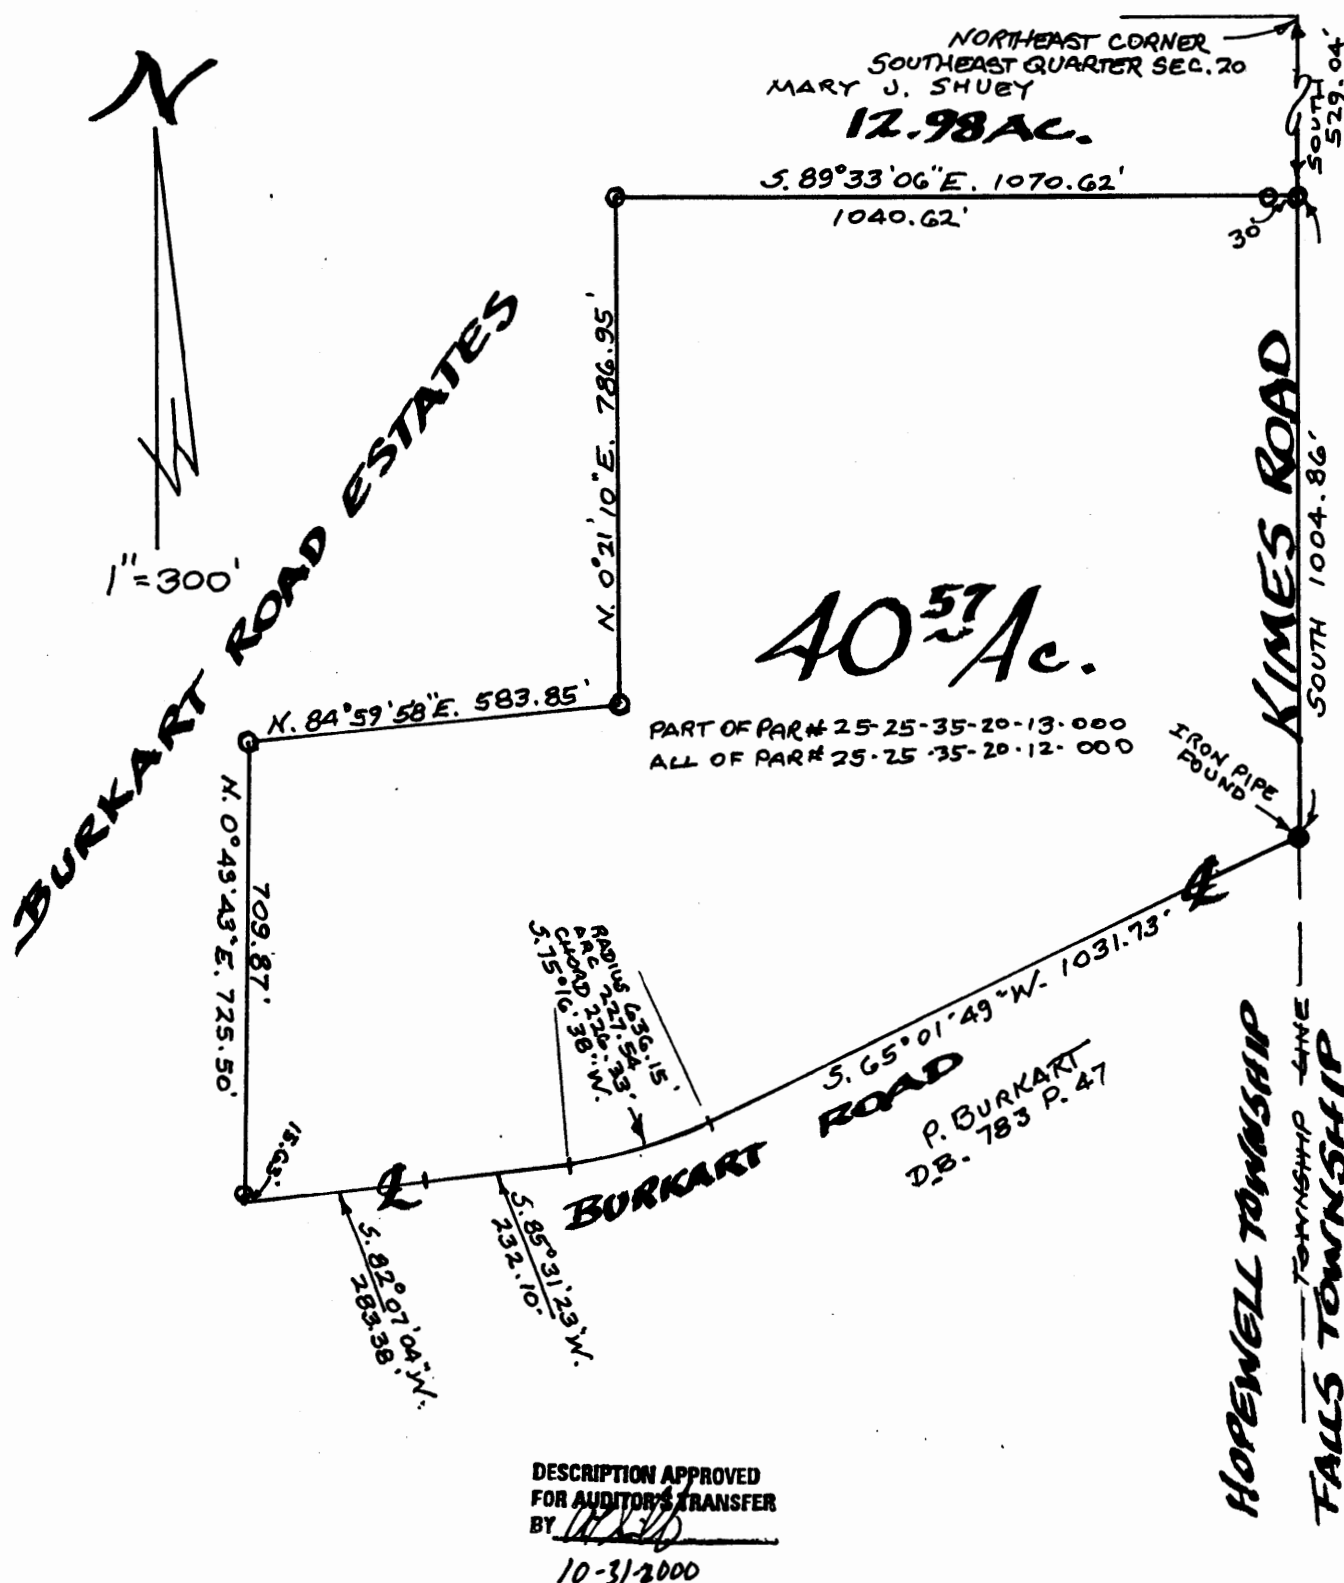 N
1"=300'
NORTHEAST CORNER
SOUTHEAST QUARTER SEC. 20
MARY J. SHUEY
12.98 AC.
SOUTH
529.04'
S. 89°33'06"E. 1070.62'
1040.62'
30'
BURKART ROAD ESTATES
N. 0°21'10"E. 786.95'
KIMES ROAD
SOUTH 1004.86'
40 57 Ac.
N. 84°59'58"E. 583.85'
PART OF PAR# 25-25-35-20-13-000
ALL OF PAR# 25-25-35-20-12-000
IRON PIPE
FOUND
N. 0°43'43"E. 725.50'
709.87'
15.63'
RADIUS 636.15'
ARC 227.54'
CHORD 226.33'
S. 75°16'38"W.
S. 65°01'49"W. 1031.73'
BURKART ROAD
P. BURKART
D.B. 783 P. 47
S. 85°31'23"W.
232.10'
S. 82°07'04"W.
283.38'
HOPEWELL TOWNSHIP
TOWNSHIP LINE
FALLS TOWNSHIP
DESCRIPTION APPROVED
FOR AUDITOR'S TRANSFER
BY
10-31-2000